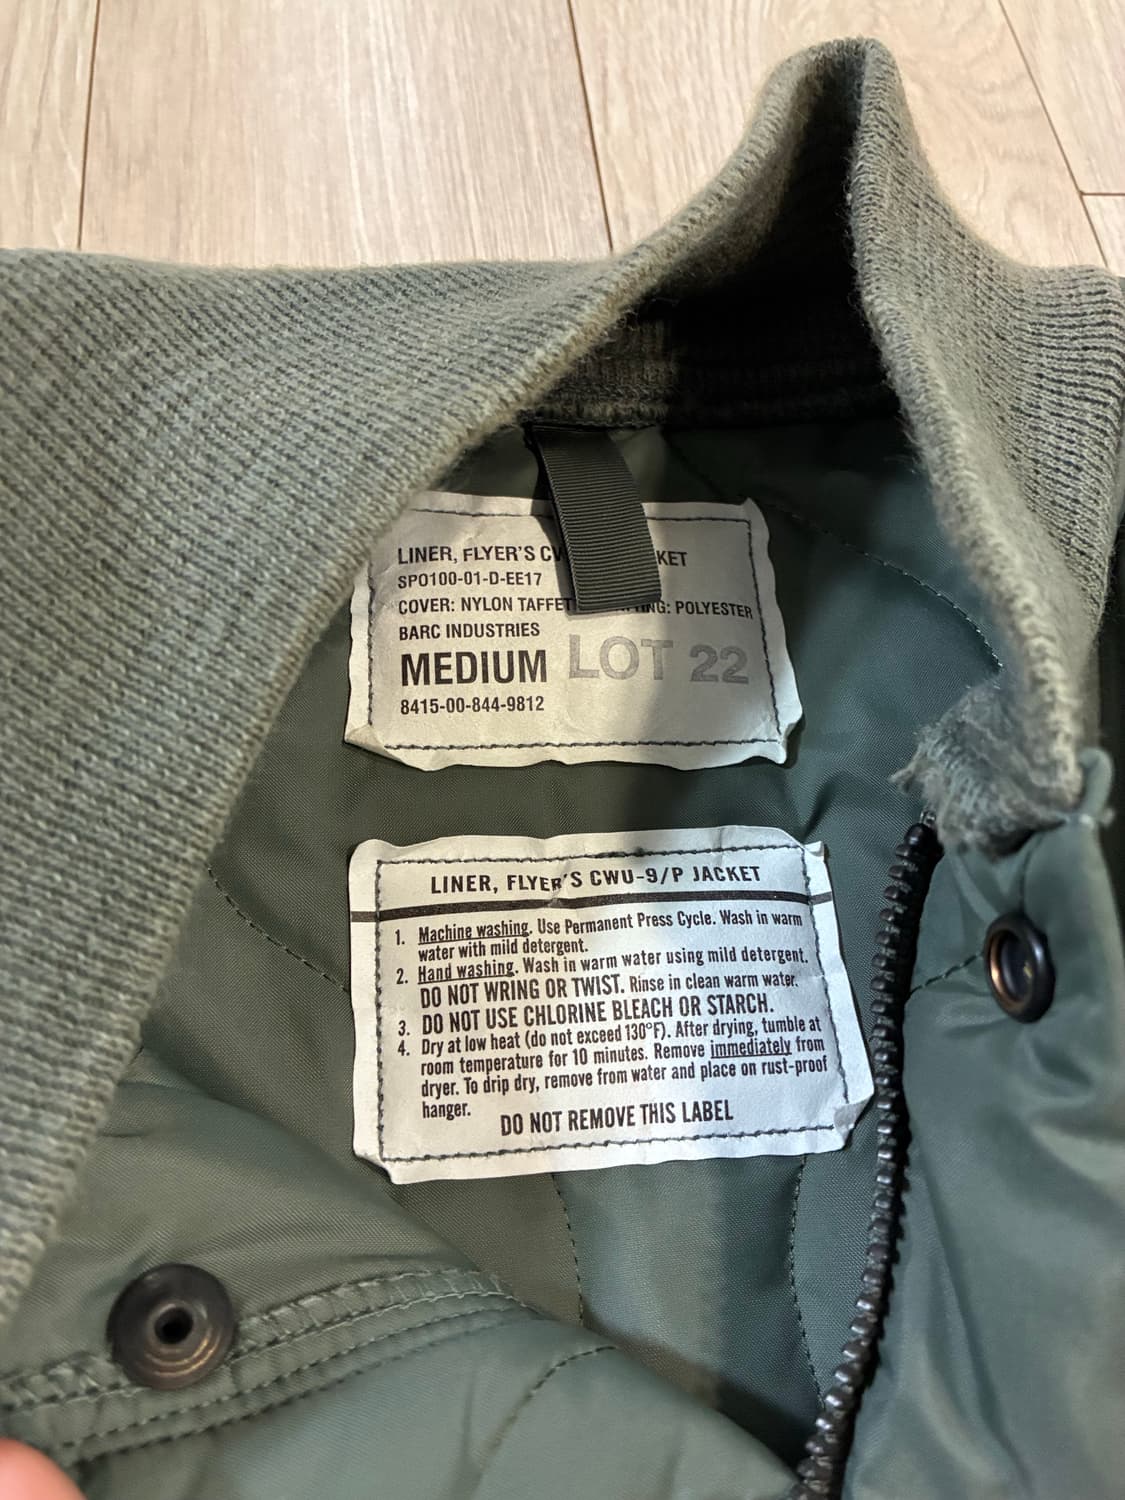 LINER, FLYER'S CW KET
SPO100-01-D-EE17
COVER: NYLON TAFFET TING: POLYESTER
BARC INDUSTRIES
MEDIUM LOT 22
8415-00-844-9812
LINER, FLYER'S CWU-9/P JACKET
1. Machine washing. Use Permanent Press Cycle. Wash in warm
water with mild detergent.
2. Hand washing. Wash in warm water using mild detergent.
DO NOT WRING OR TWIST. Rinse in clean warm water.
3. DO NOT USE CHLORINE BLEACH OR STARCH.
4. Dry at low heat (do not exceed 130°F). After drying, tumble at
room temperature for 10 minutes. Remove immediately from
dryer. To drip dry, remove from water and place on rust-proof
hanger.
DO NOT REMOVE THIS LABEL